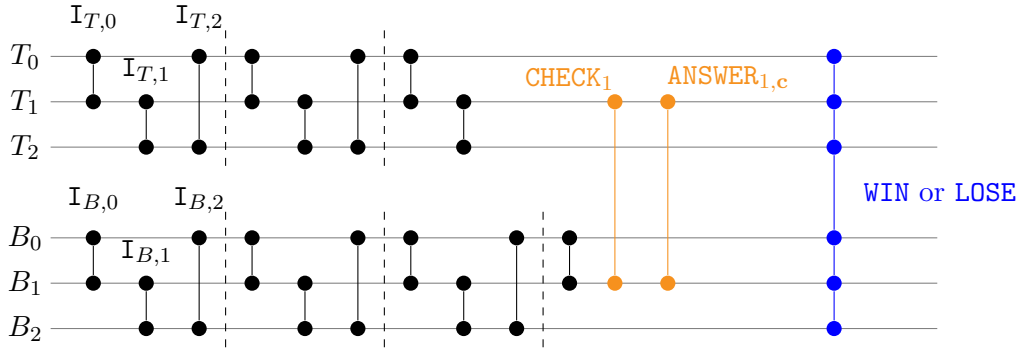 I_{T,0} I_{T,2}
T_0
I_{T,1}
CHECK_1 ANSWER_{1,c}
T_1
T_2
WIN or LOSE
I_{B,0} I_{B,2}
B_0
I_{B,1}
B_1
B_2